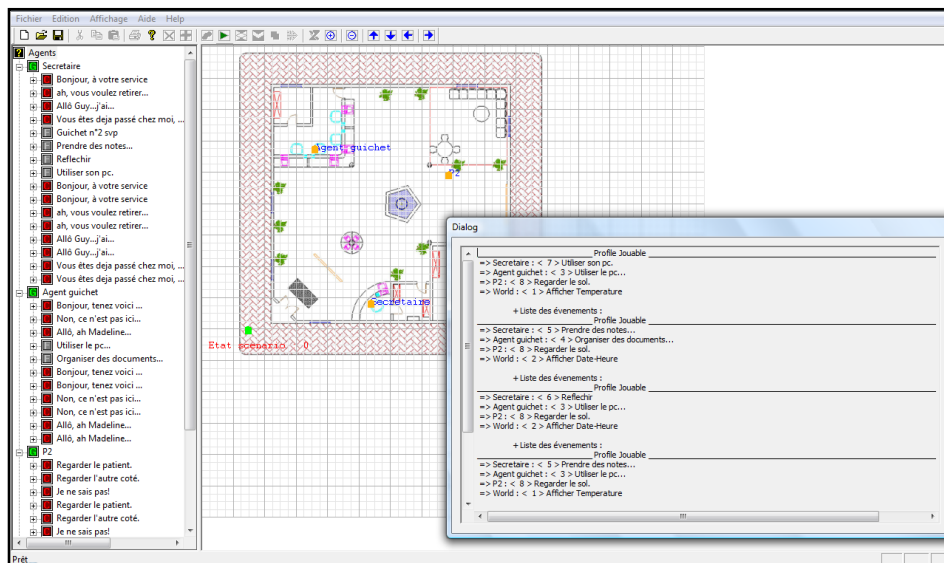 Fichier Edition Affichage Aide Help
Agents
Secretaire
Bonjour, à votre service
ah, vous voulez retirer...
Allô Guy...j'ai...
Vous êtes deja passé chez moi, ...
Guichet n°2 svp
Prendre des notes...
Reflechir
Utiliser son pc.
Bonjour, à votre service
Bonjour, à votre service
ah, vous voulez retirer...
ah, vous voulez retirer...
Allô Guy...j'ai...
Allô Guy...j'ai...
Vous êtes deja passé chez moi, ...
Vous êtes deja passé chez moi, ...
Agent guichet
Bonjour, tenez voici ...
Non, ce n'est pas ici...
Allô, ah Madeline...
Utiliser le pc...
Organiser des documents...
Bonjour, tenez voici ...
Bonjour, tenez voici ...
Non, ce n'est pas ici...
Non, ce n'est pas ici...
Allô, ah Madeline...
Allô, ah Madeline...
P2
Regarder le patient.
Regarder l'autre coté.
Je ne sais pas!
Regarder le patient.
Regarder l'autre coté.
Je ne sais pas!
Prêt
Agent guichet
P2
Secretaire
Etat scénario 0
Dialog
Profile Jouable
=> Secretaire : < 7 > Utiliser son pc.
=> Agent guichet : < 3 > Utiliser le pc...
=> P2 : < 8 > Regarder le sol.
=> World : < 1 > Afficher Temperature
+ Liste des évenements :
Profile Jouable
=> Secretaire : < 5 > Prendre des notes...
=> Agent guichet : < 4 > Organiser des documents...
=> P2 : < 8 > Regarder le sol.
=> World : < 2 > Afficher Date-Heure
+ Liste des évenements :
Profile Jouable
=> Secretaire : < 6 > Reflechir
=> Agent guichet : < 3 > Utiliser le pc...
=> P2 : < 8 > Regarder le sol.
=> World : < 2 > Afficher Date-Heure
+ Liste des évenements :
Profile Jouable
=> Secretaire : < 5 > Prendre des notes...
=> Agent guichet : < 3 > Utiliser le pc...
=> P2 : < 8 > Regarder le sol.
=> World : < 1 > Afficher Temperature